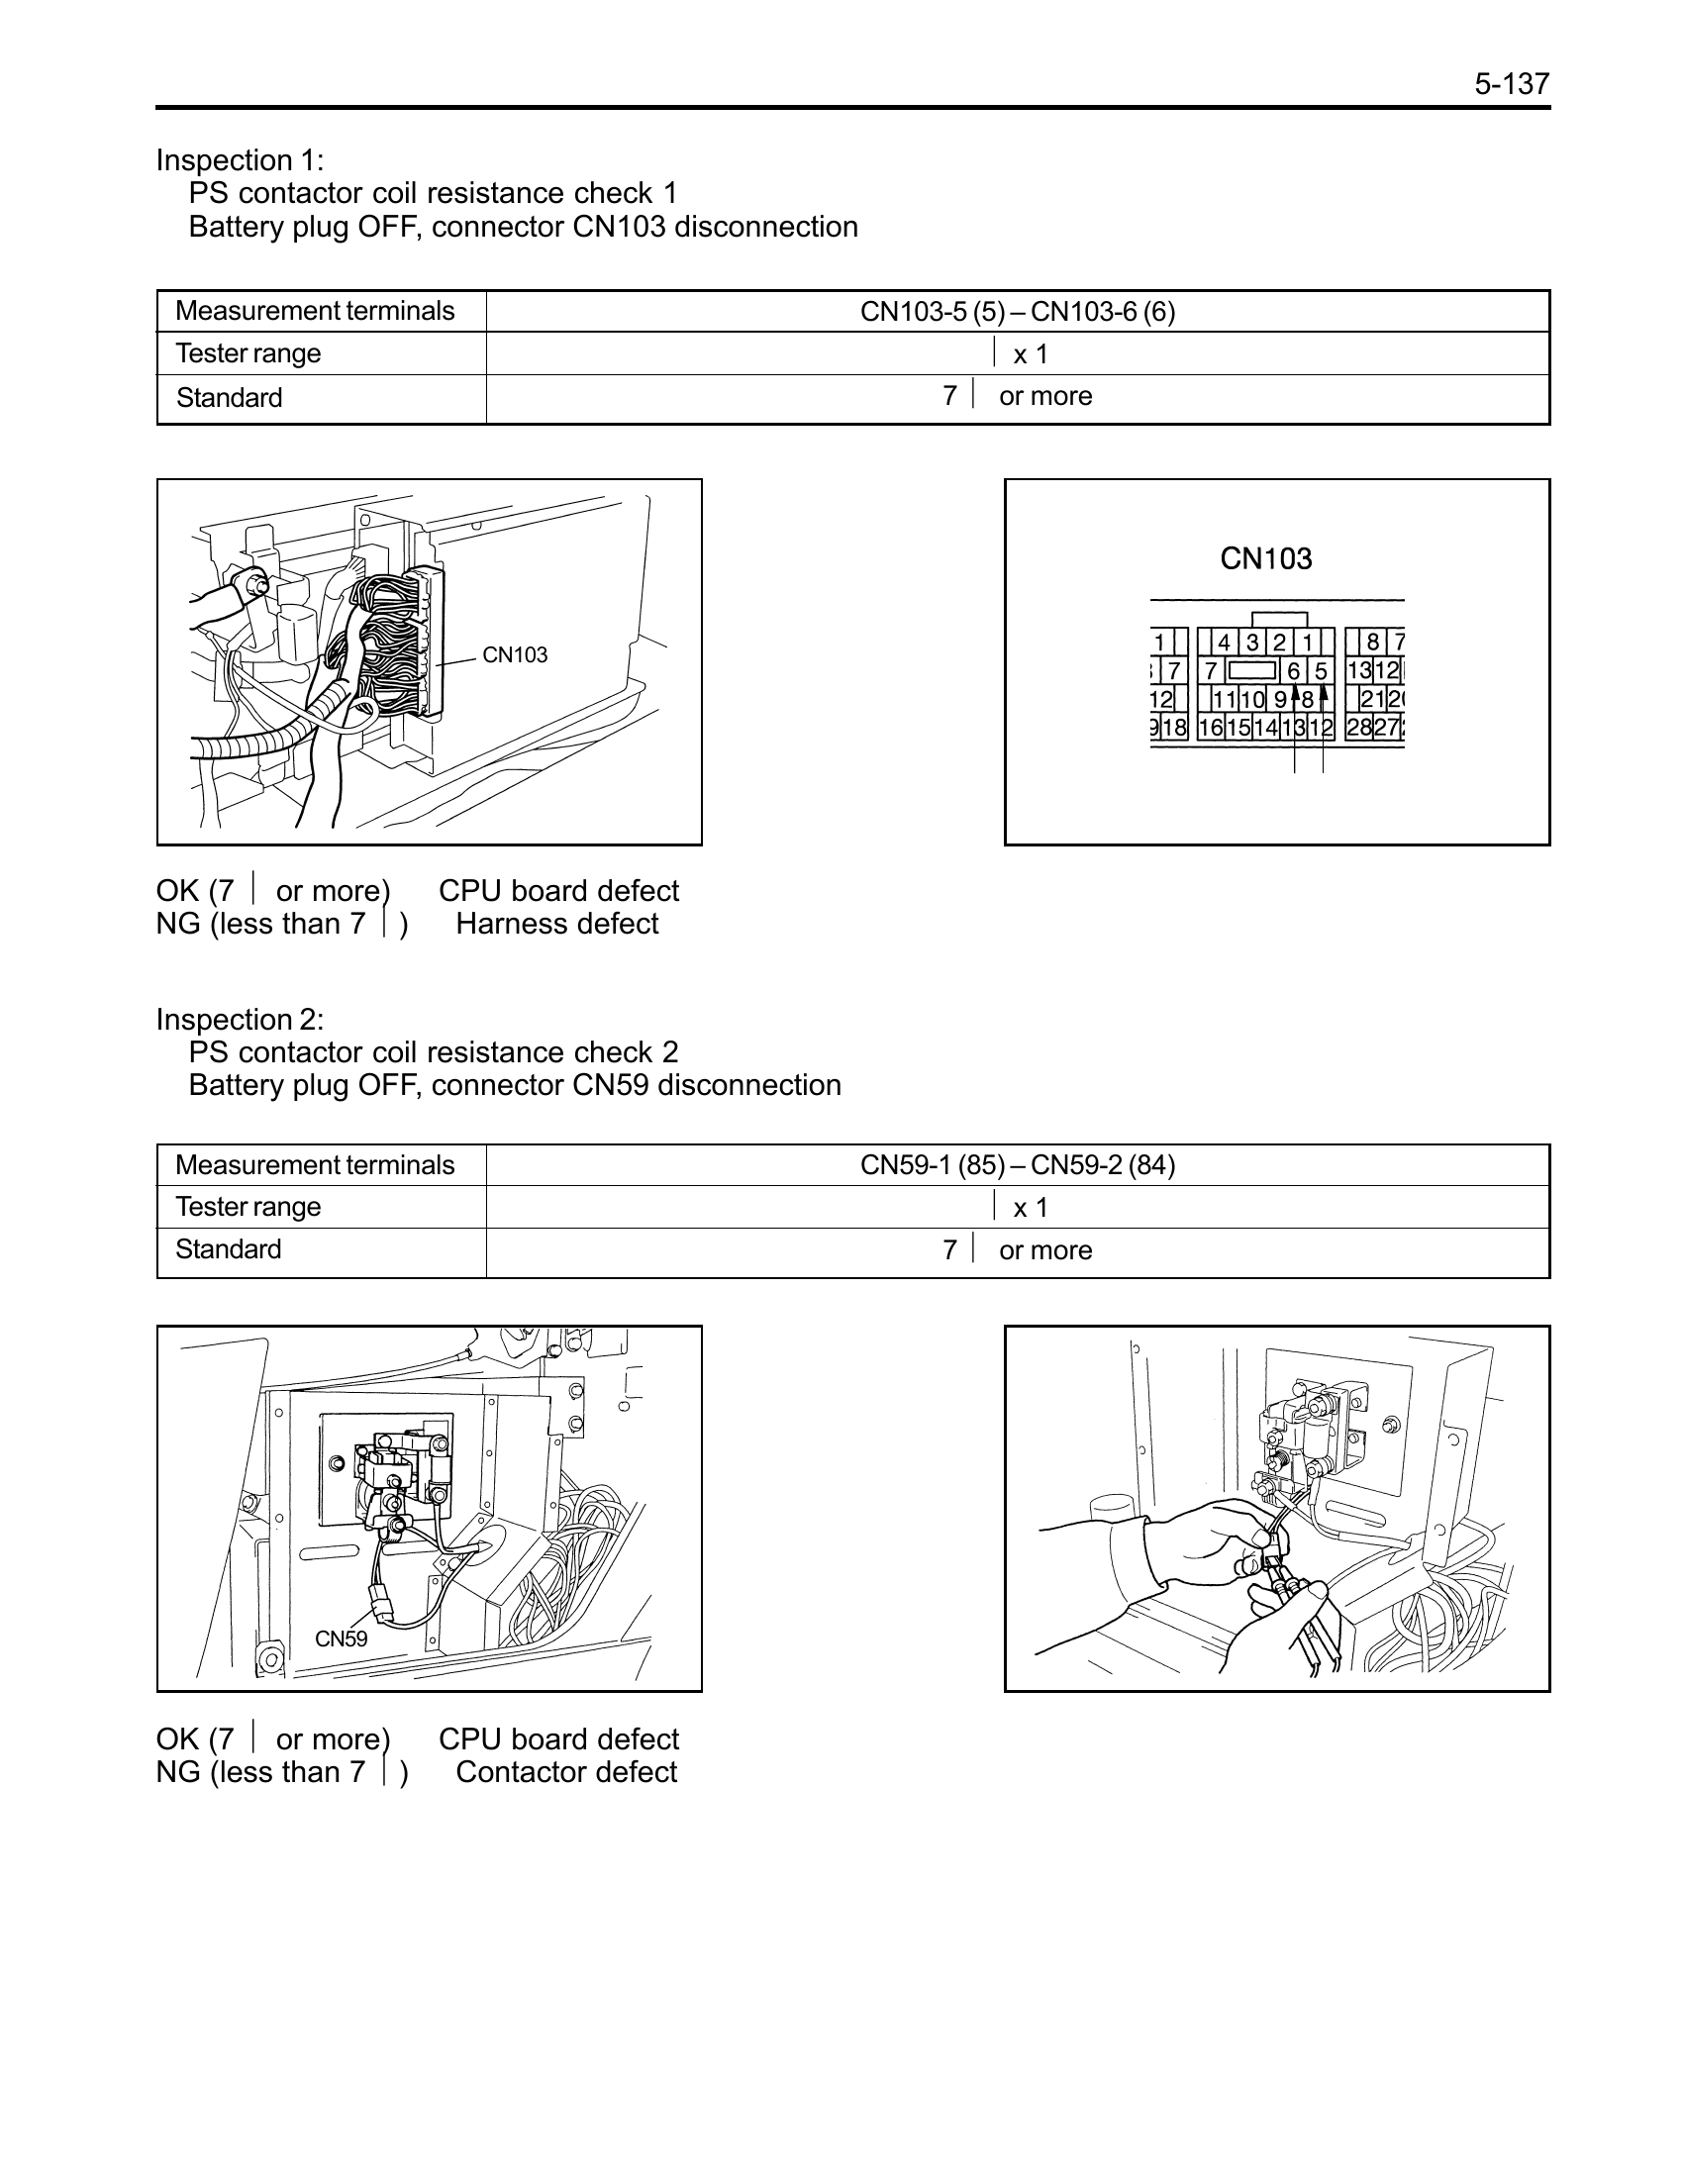 5-137
Inspection 1:
PS contactor coil resistance check 1
Battery plug OFF, connector CN103 disconnection
Measurement terminals CN103-5 (5) – CN103-6 (6)
Tester range | x 1
Standard 7 | or more
CN103
CN103
1 4 3 2 1 8 7
7 7 6 5 13 12
12 11 10 9 8 21
18 16 15 14 13 12 28 27
OK (7 | or more) CPU board defect
NG (less than 7 | ) Harness defect
Inspection 2:
PS contactor coil resistance check 2
Battery plug OFF, connector CN59 disconnection
Measurement terminals CN59-1 (85) – CN59-2 (84)
Tester range | x 1
Standard 7 | or more
CN59
OK (7 | or more) CPU board defect
NG (less than 7 | ) Contactor defect